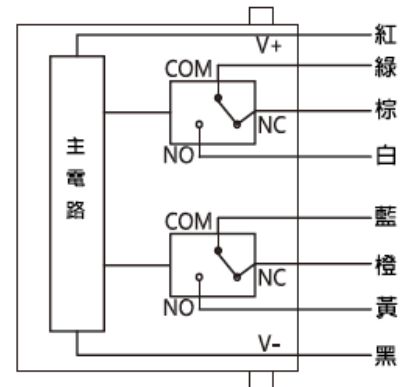 V+ 紅
COM 綠
NC 棕
NO 白
主電路
COM 藍
NC 橙
NO 黃
V- 黑